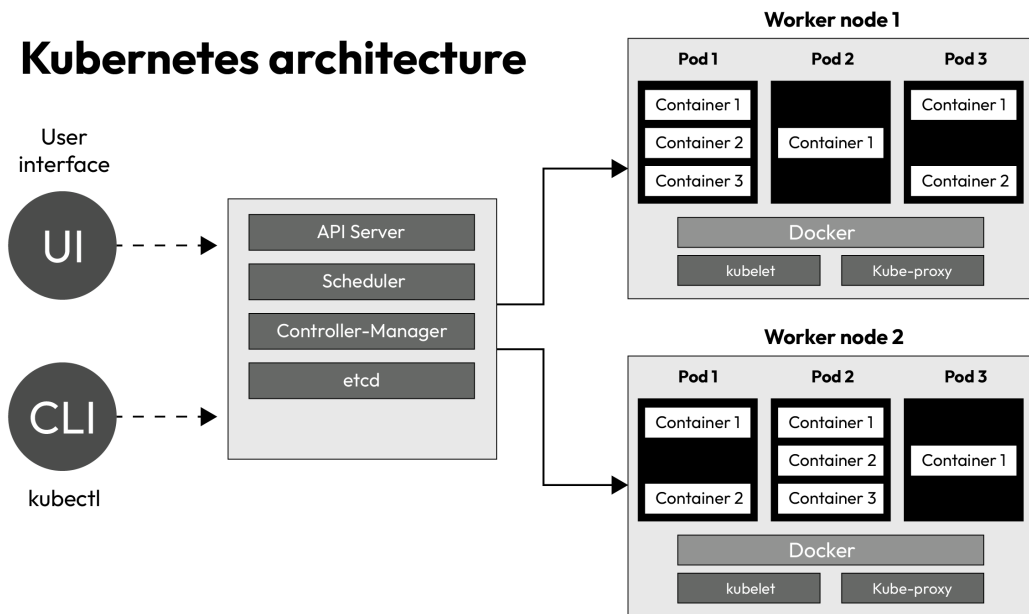 Kubernetes architecture
User
interface
UI
CLI
kubectl
API Server
Scheduler
Controller-Manager
etcd
Worker node 1
Pod 1
Container 1
Container 2
Container 3
Pod 2
Container 1
Pod 3
Container 1
Container 2
Docker
kubelet
Kube-proxy
Worker node 2
Pod 1
Container 1
Container 2
Pod 2
Container 1
Container 2
Container 3
Pod 3
Container 1
Docker
kubelet
Kube-proxy